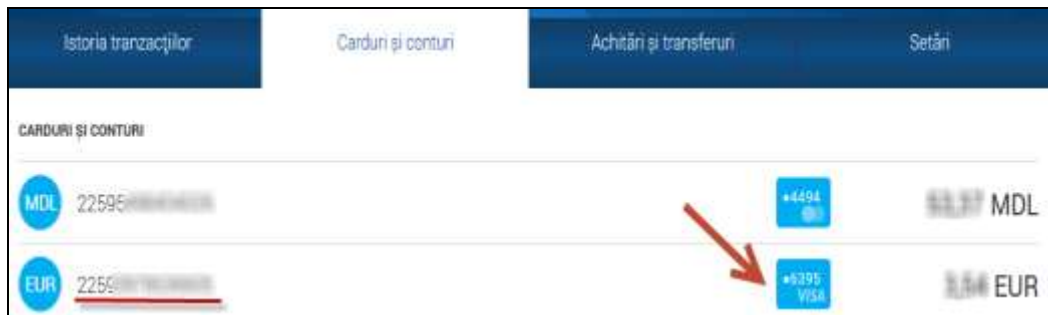 Istoria tranzacțiilor
Carduri și conturi
Achitări și transferuri
Setări
CARDURI ȘI CONTURI
MDL 22595 •4494 MDL
EUR 2259 •6395 VISA EUR